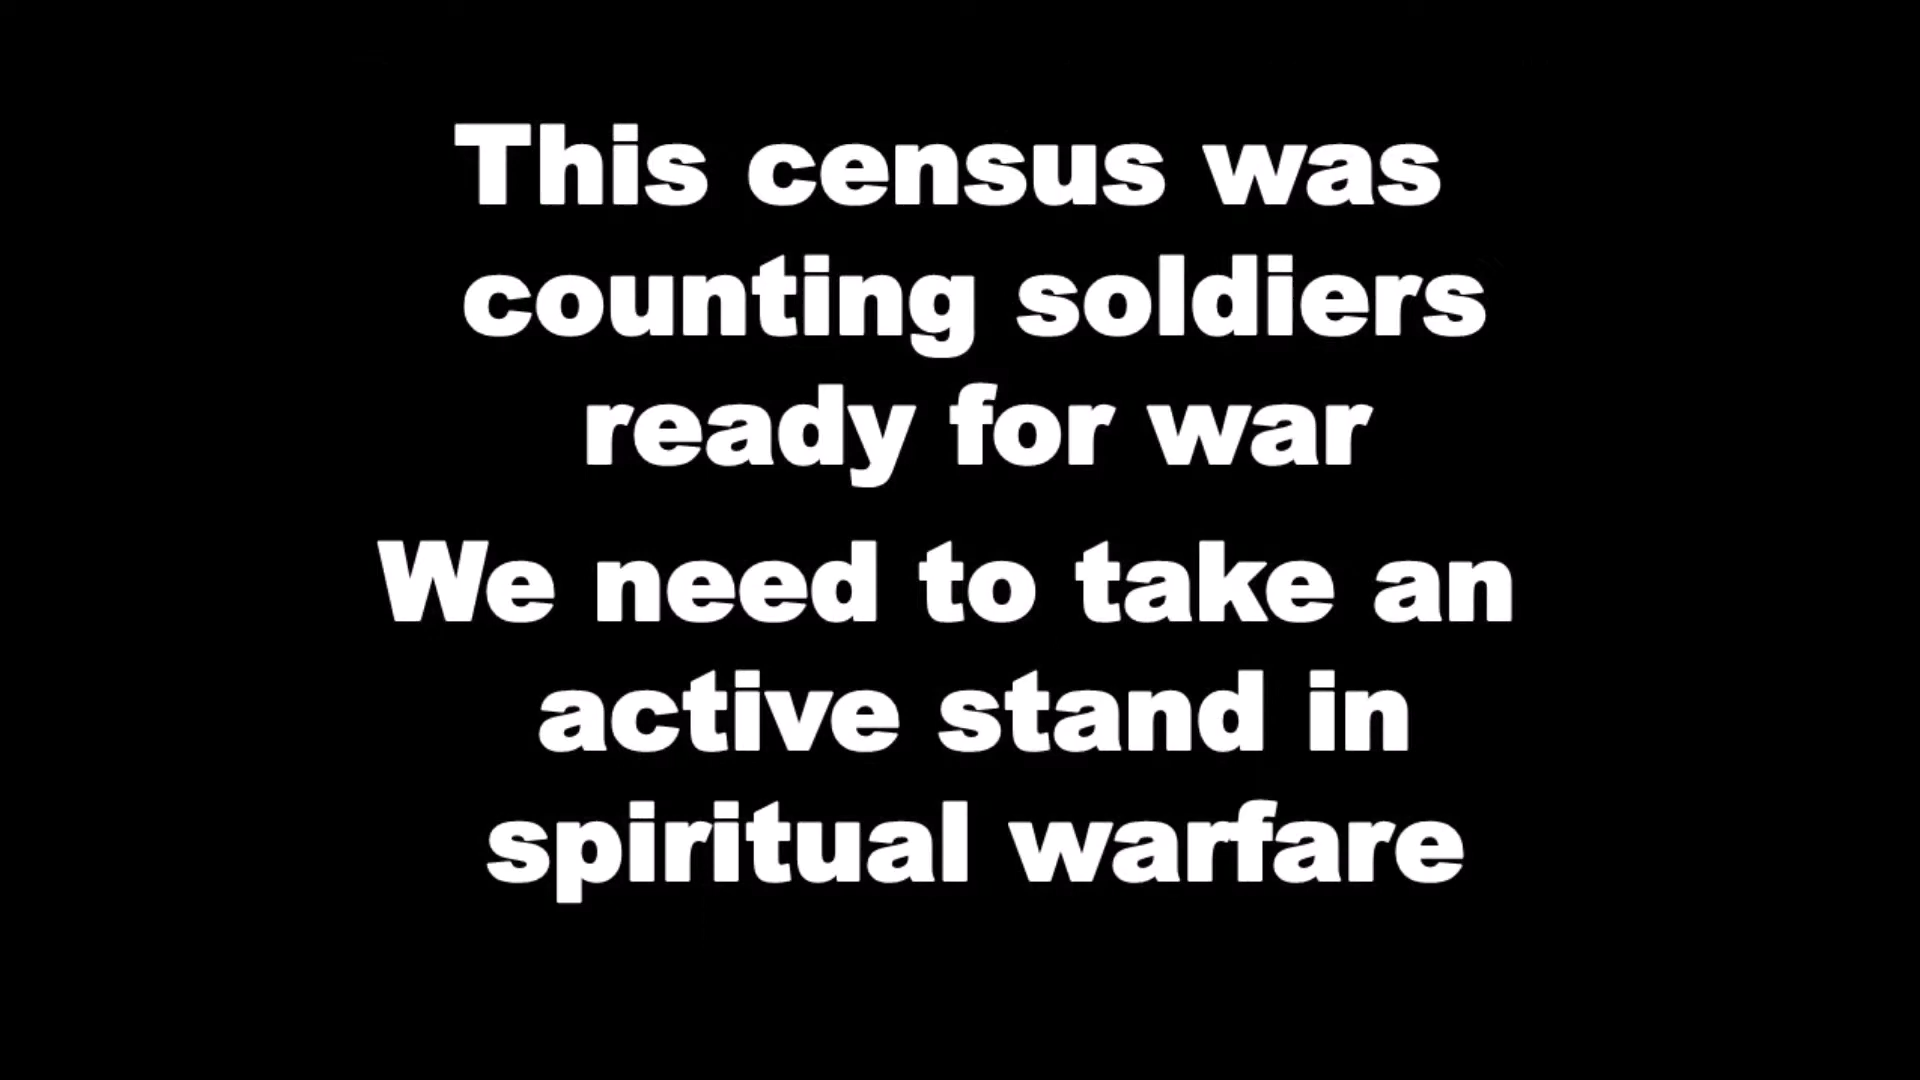 This census was
counting soldiers
ready for war
We need to take an
active stand in
spiritual warfare